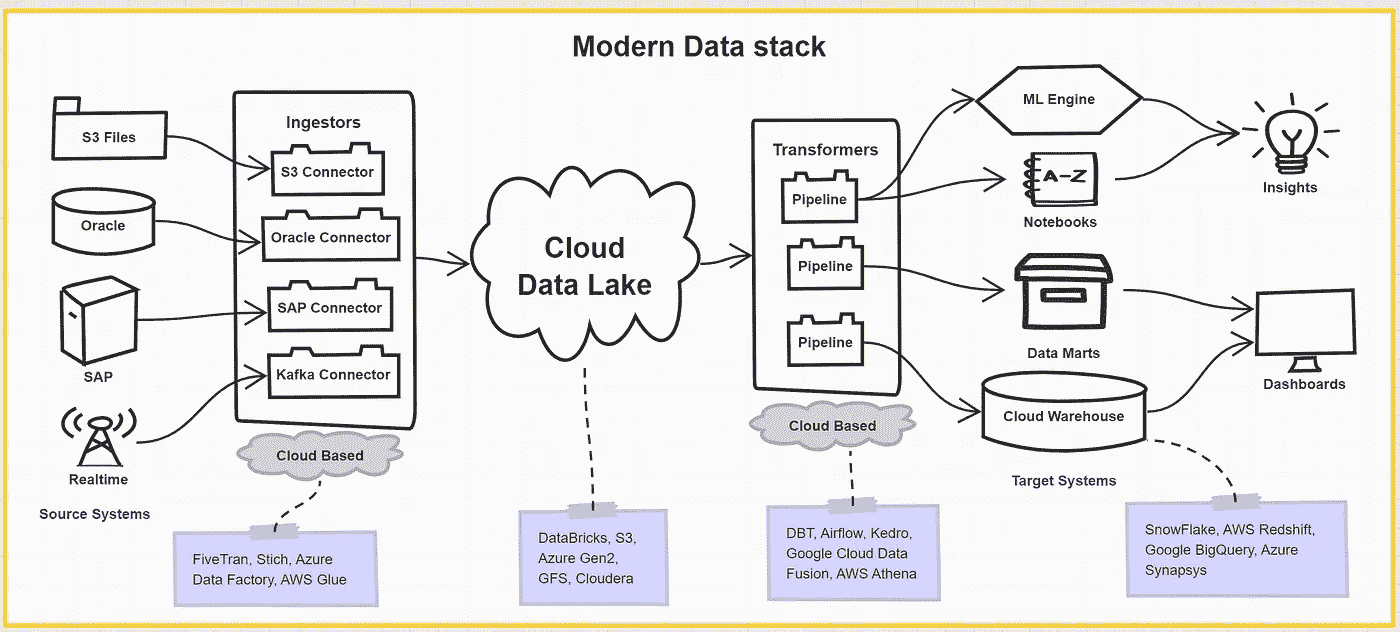 Modern Data stack
S3 Files
Oracle
SAP
Realtime
Source Systems
Ingestors
S3 Connector
Oracle Connector
SAP Connector
Kafka Connector
Cloud Based
FiveTran, Stich, Azure
Data Factory, AWS Glue
Cloud
Data Lake
DataBricks, S3,
Azure Gen2,
GFS, Cloudera
Transformers
Pipeline
Pipeline
Pipeline
Cloud Based
DBT, Airflow, Kedro,
Google Cloud Data
Fusion, AWS Athena
ML Engine
A-Z
Notebooks
Data Marts
Cloud Warehouse
Target Systems
SnowFlake, AWS Redshift,
Google BigQuery, Azure
Synapsys
Insights
Dashboards